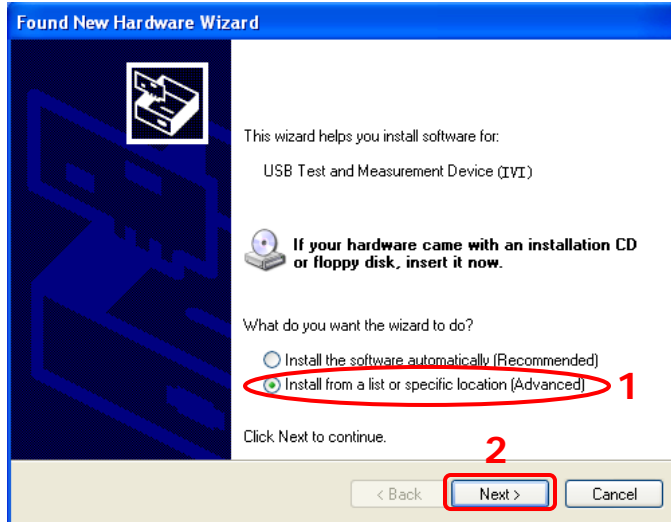 Found New Hardware Wizard
This wizard helps you install software for:
USB Test and Measurement Device (IVI)
If your hardware came with an installation CD
or floppy disk, insert it now.
What do you want the wizard to do?
Install the software automatically (Recommended)
Install from a list or specific location (Advanced) 1
Click Next to continue.
2
< Back Next > Cancel